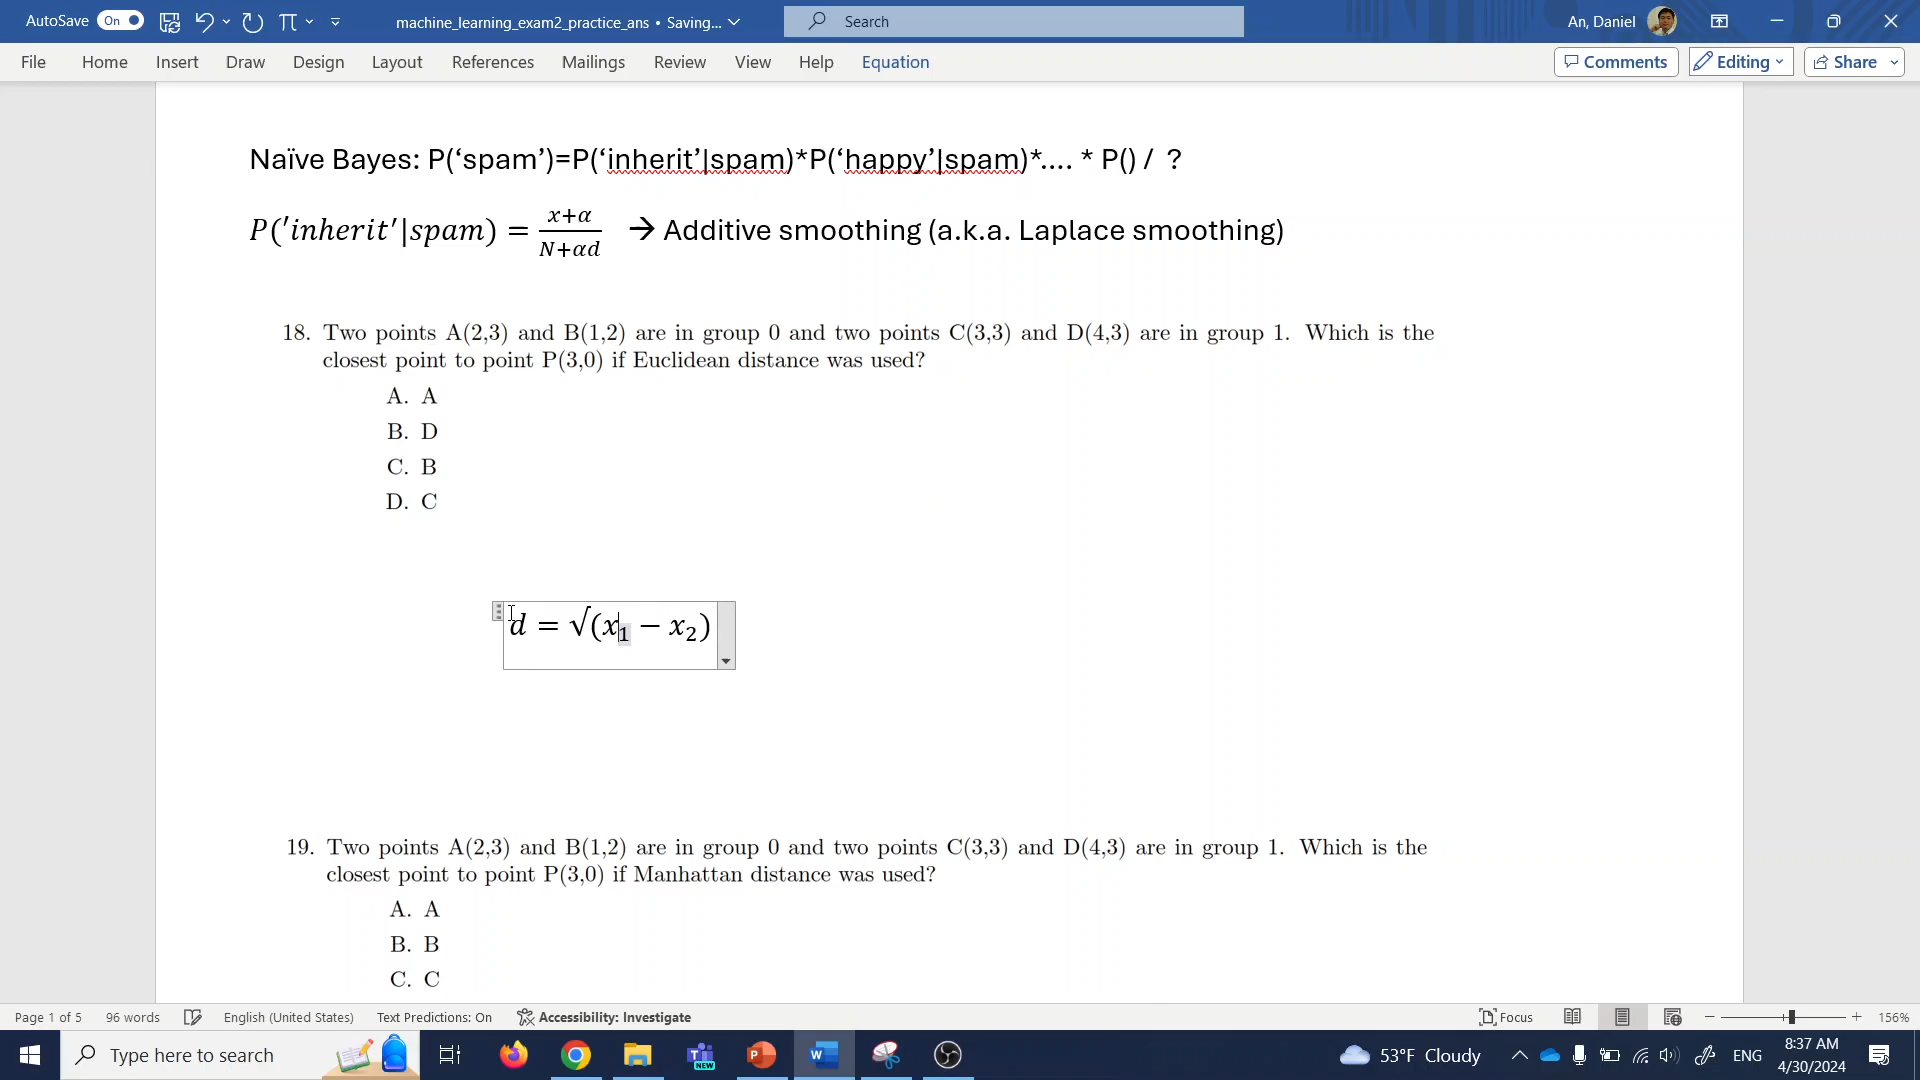 AutoSave On machine_learning_exam2_practice_ans • Saving... Search An, Daniel
File Home Insert Draw Design Layout References Mailings Review View Help Equation Comments Editing Share
Naïve Bayes: P(‘spam’)=P(‘inherit’|spam)*P(‘happy’|spam)*.... * P() / ?
P(′inherit′|spam) = x+α / N+αd → Additive smoothing (a.k.a. Laplace smoothing)
18. Two points A(2,3) and B(1,2) are in group 0 and two points C(3,3) and D(4,3) are in group 1. Which is the
closest point to point P(3,0) if Euclidean distance was used?
A. A
B. D
C. B
D. C
d = √(x₁ − x₂)
19. Two points A(2,3) and B(1,2) are in group 0 and two points C(3,3) and D(4,3) are in group 1. Which is the
closest point to point P(3,0) if Manhattan distance was used?
A. A
B. B
C. C
Page 1 of 5 96 words English (United States) Text Predictions: On Accessibility: Investigate Focus 156%
Type here to search NEW 53°F Cloudy ENG 8:37 AM
4/30/2024